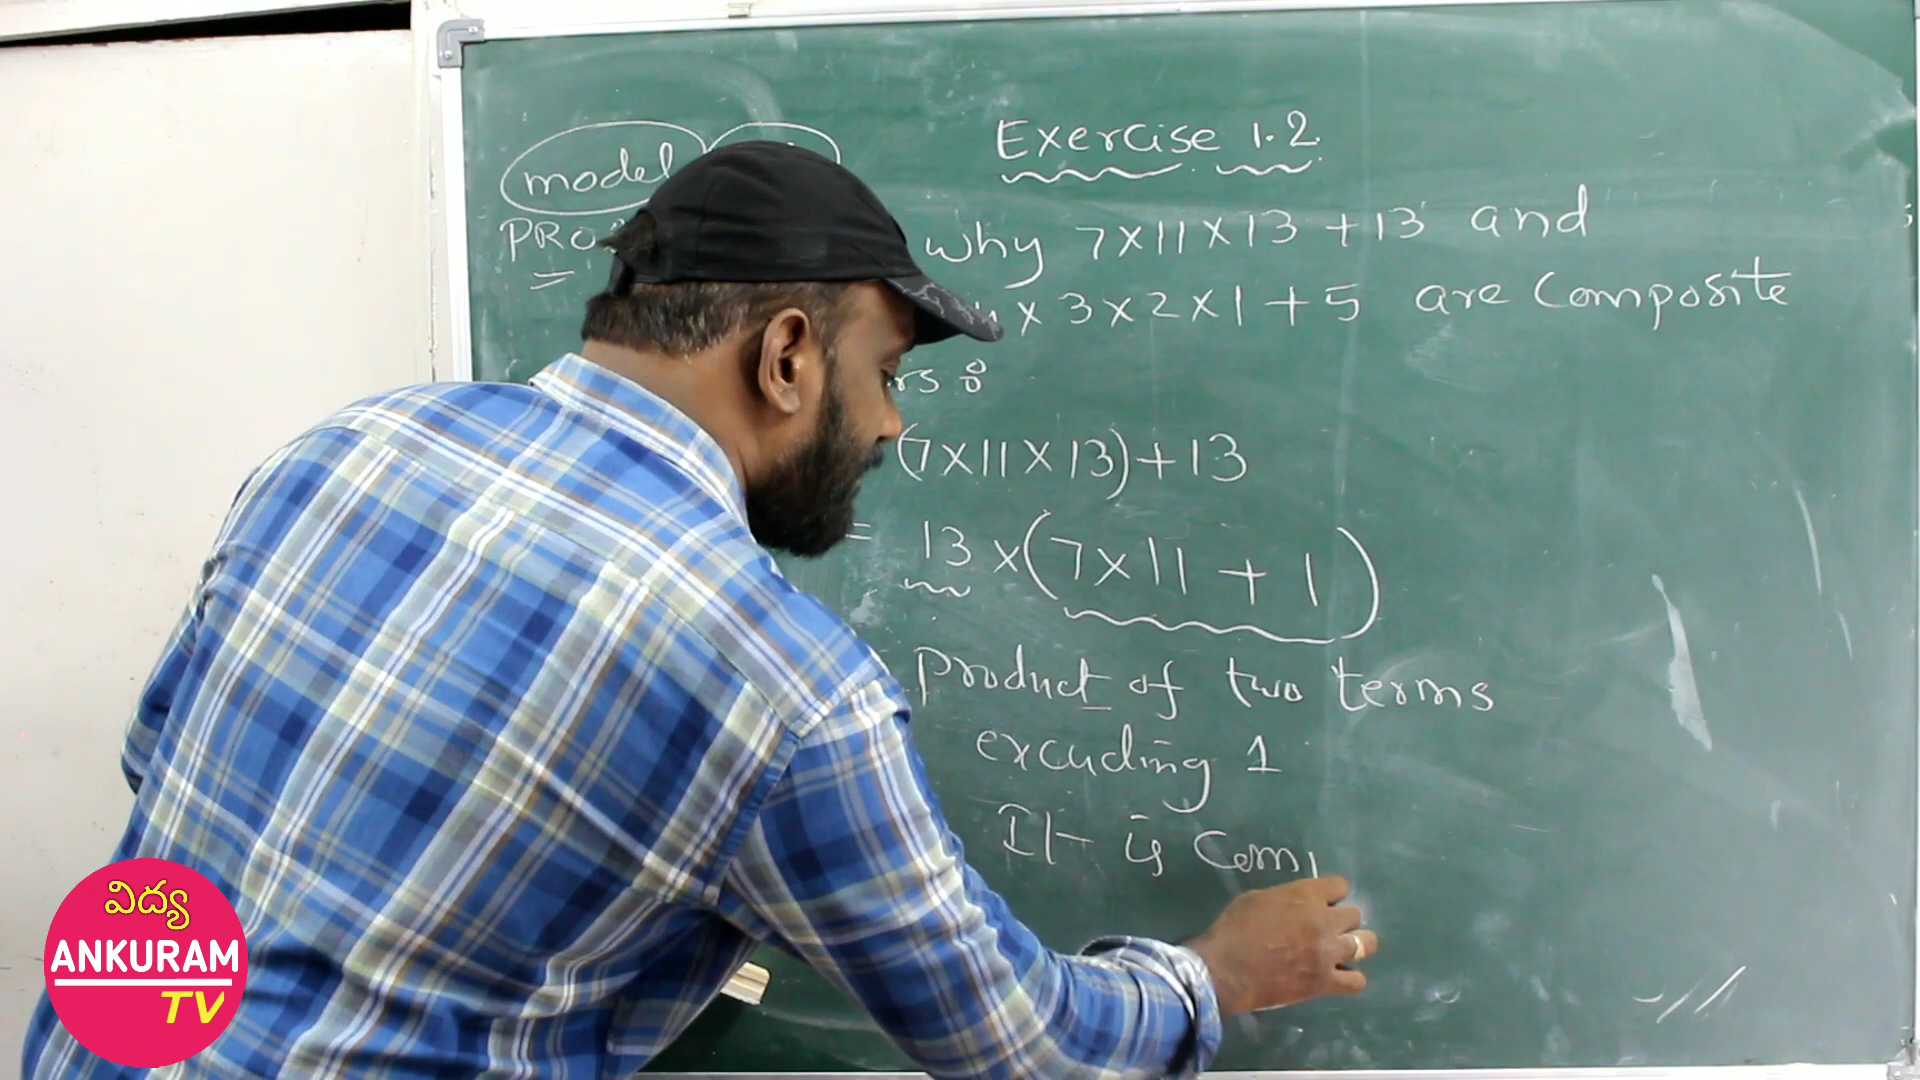 Exercise 1.2.
model
PRO
why 7×11×13+13 and
× 3×2×1+5 are composite
rs :
(7×11×13)+13
= 13×(7×11+1)
product of two terms
excuding 1
It is Com
విద్య
ANKURAM
TV